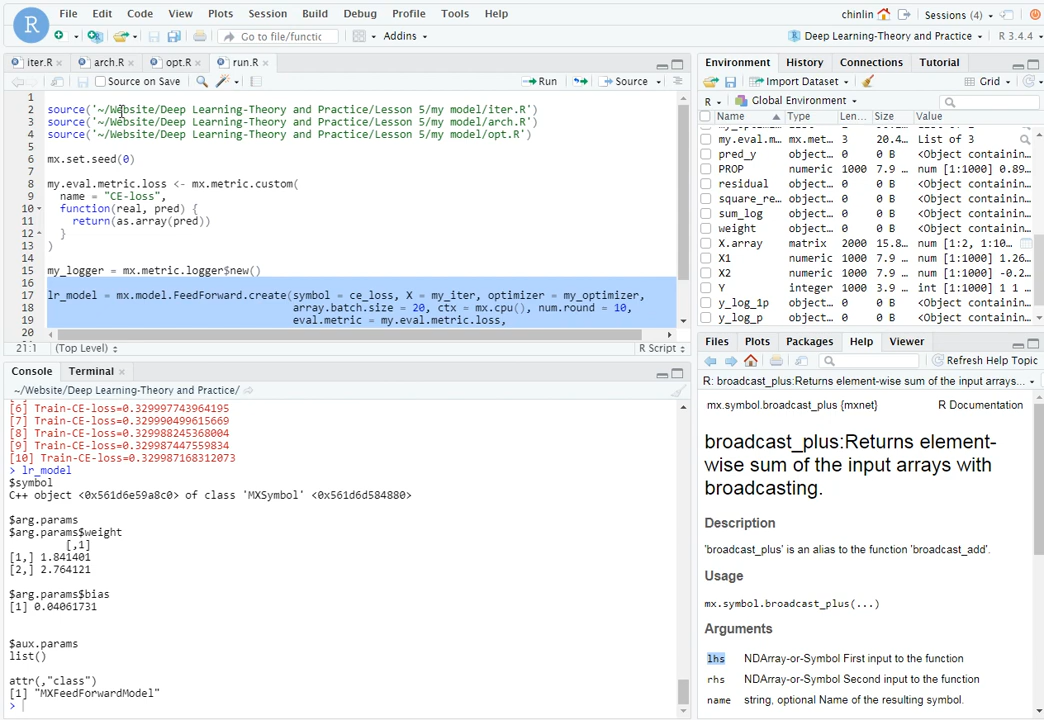 File Edit Code View Plots Session Build Debug Profile Tools Help
chinlin Sessions (4)
Go to file/functic Addins
Deep Learning-Theory and Practice R 3.4.4
iter.R arch.R opt.R run.R
Source on Save Run Source
1
2 source('~/Website/Deep Learning-Theory and Practice/Lesson 5/my model/iter.R')
3 source('~/Website/Deep Learning-Theory and Practice/Lesson 5/my model/arch.R')
4 source('~/Website/Deep Learning-Theory and Practice/Lesson 5/my model/opt.R')
5
6 mx.set.seed(0)
7
8 my.eval.metric.loss <- mx.metric.custom(
9 name = "CE-loss",
10 function(real, pred) {
11 return(as.array(pred))
12 }
13 )
14
15 my_logger = mx.metric.logger$new()
16
17 lr_model = mx.model.FeedForward.create(symbol = ce_loss, X = my_iter, optimizer = my_optimizer,
18 array.batch.size = 20, ctx = mx.cpu(), num.round = 10,
19 eval.metric = my.eval.metric.loss,
20
21:1 (Top Level) R Script
Console Terminal
~/Website/Deep Learning-Theory and Practice/
[6] Train-CE-loss=0.329997743964195
[7] Train-CE-loss=0.329990499615669
[8] Train-CE-loss=0.329988245368004
[9] Train-CE-loss=0.329987447559834
[10] Train-CE-loss=0.329987168312073
> lr_model
$symbol
C++ object <0x561d6e59a8c0> of class 'MXSymbol' <0x561d6d584880>
$arg.params
$arg.params$weight
[,1]
[1,] 1.841401
[2,] 2.764121
$arg.params$bias
[1] 0.04061731
$aux.params
list()
attr(,"class")
[1] "MXFeedForwardModel"
>
Environment History Connections Tutorial
Import Dataset Grid
R Global Environment
Name Type Len... Size Value
my.eval.m... mx.met... 3 20.4... List of 3
pred_y object... 0 0 B <Object containin...
PROP numeric 1000 7.9 ... num [1:1000] 0.89...
residual object... 0 0 B <Object containin...
square_re... object... 0 0 B <Object containin...
sum_log object... 0 0 B <Object containin...
weight object... 0 0 B <Object containin...
X.array matrix 2000 15.8... num [1:2, 1:10...
X1 numeric 1000 7.9 ... num [1:1000] 1.26...
X2 numeric 1000 7.9 ... num [1:1000] -0.2...
Y integer 1000 3.9 ... int [1:1000] 1 1 ...
y_log_1p object... 0 0 B <Object containin...
y_log_p object... 0 0 B <Object containin...
Files Plots Packages Help Viewer
Refresh Help Topic
R: broadcast_plus:Returns element-wise sum of the input arrays...
mx.symbol.broadcast_plus {mxnet} R Documentation
broadcast_plus:Returns element-
wise sum of the input arrays with
broadcasting.
Description
'broadcast_plus' is an alias to the function 'broadcast_add'.
Usage
mx.symbol.broadcast_plus(...)
Arguments
lhs NDArray-or-Symbol First input to the function
rhs NDArray-or-Symbol Second input to the function
name string, optional Name of the resulting symbol.